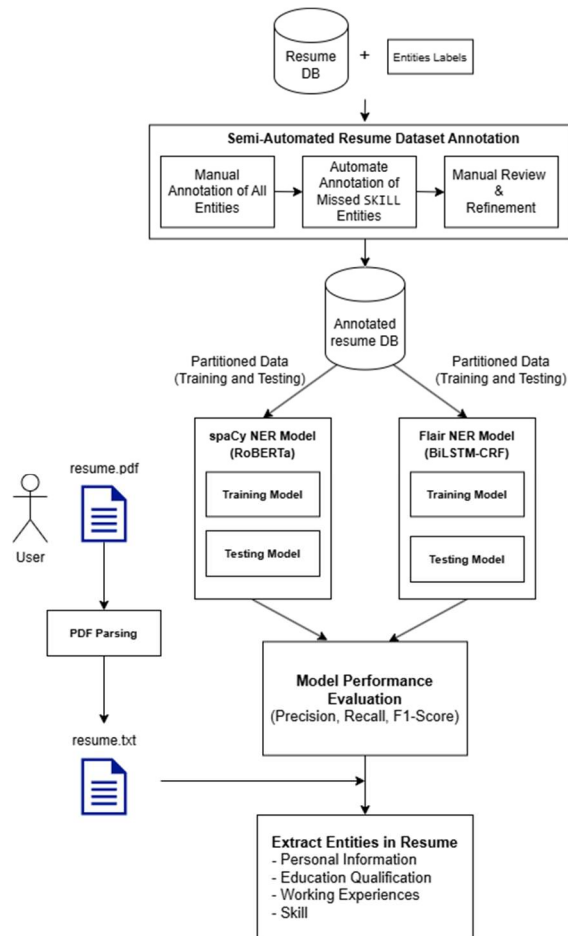 Resume
DB
+
Entities Labels
Semi-Automated Resume Dataset Annotation
Manual
Annotation of All
Entities
Automate
Annotation of
Missed SKILL
Entities
Manual Review
&
Refinement
Annotated
resume DB
Partitioned Data
(Training and Testing)
Partitioned Data
(Training and Testing)
spaCy NER Model
(RoBERTa)
Training Model
Testing Model
Flair NER Model
(BiLSTM-CRF)
Training Model
Testing Model
resume.pdf
User
PDF Parsing
resume.txt
Model Performance
Evaluation
(Precision, Recall, F1-Score)
Extract Entities in Resume
- Personal Information
- Education Qualification
- Working Experiences
- Skill